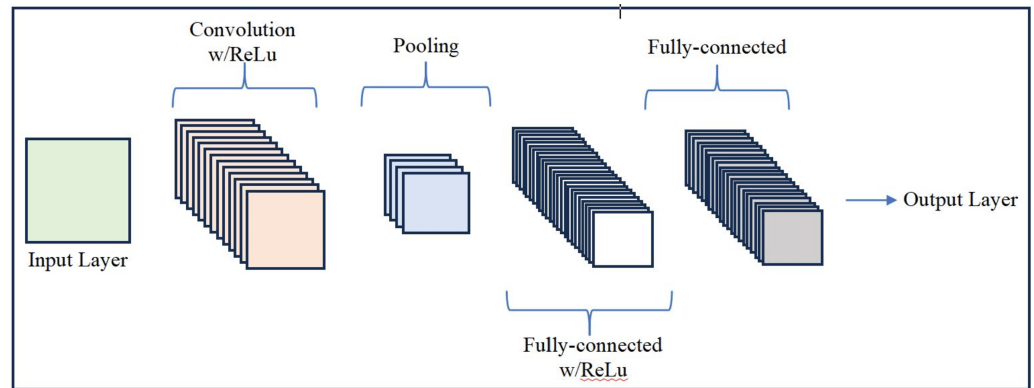 Convolution
w/ReLu
Pooling
Fully-connected
Input Layer
Output Layer
Fully-connected
w/ReLu